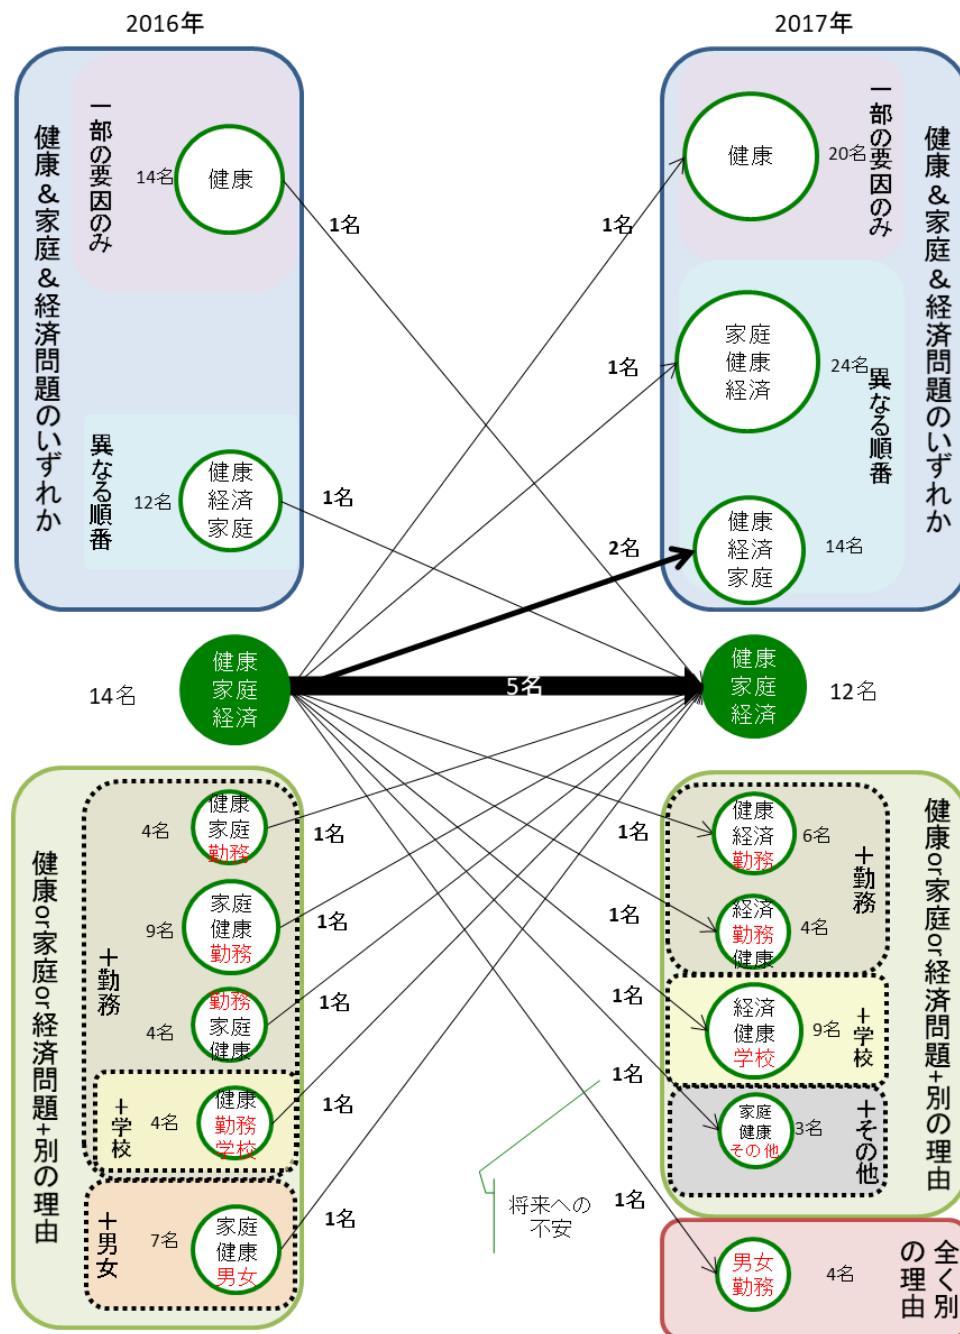 2016年
2017年
健康＆家庭＆経済問題のいずれか
一部の要因のみ
14名
健康
異なる順番
12名
健康
経済
家庭
1名
1名
14名
健康
家庭
経済
5名
2名
1名
1名
健康
20名
一部の要因のみ
健康＆家庭＆経済問題のいずれか
家庭
健康
経済
24名
異なる順番
健康
経済
家庭
14名
健康
家庭
経済
12名
健康or家庭or経済問題+別の理由
＋勤務
4名
健康
家庭
勤務
1名
9名
家庭
健康
勤務
1名
4名
勤務
家庭
健康
1名
＋学校
4名
健康
勤務
学校
1名
＋男女
7名
家庭
健康
男女
1名
将来への
不安
1名
健康
経済
勤務
6名
＋勤務
1名
経済
勤務
健康
4名
1名
経済
健康
学校
9名
＋学校
1名
家庭
健康
その他
3名
＋その他
健康or家庭or経済問題+別の理由
1名
男女
勤務
4名
全く別
の理由